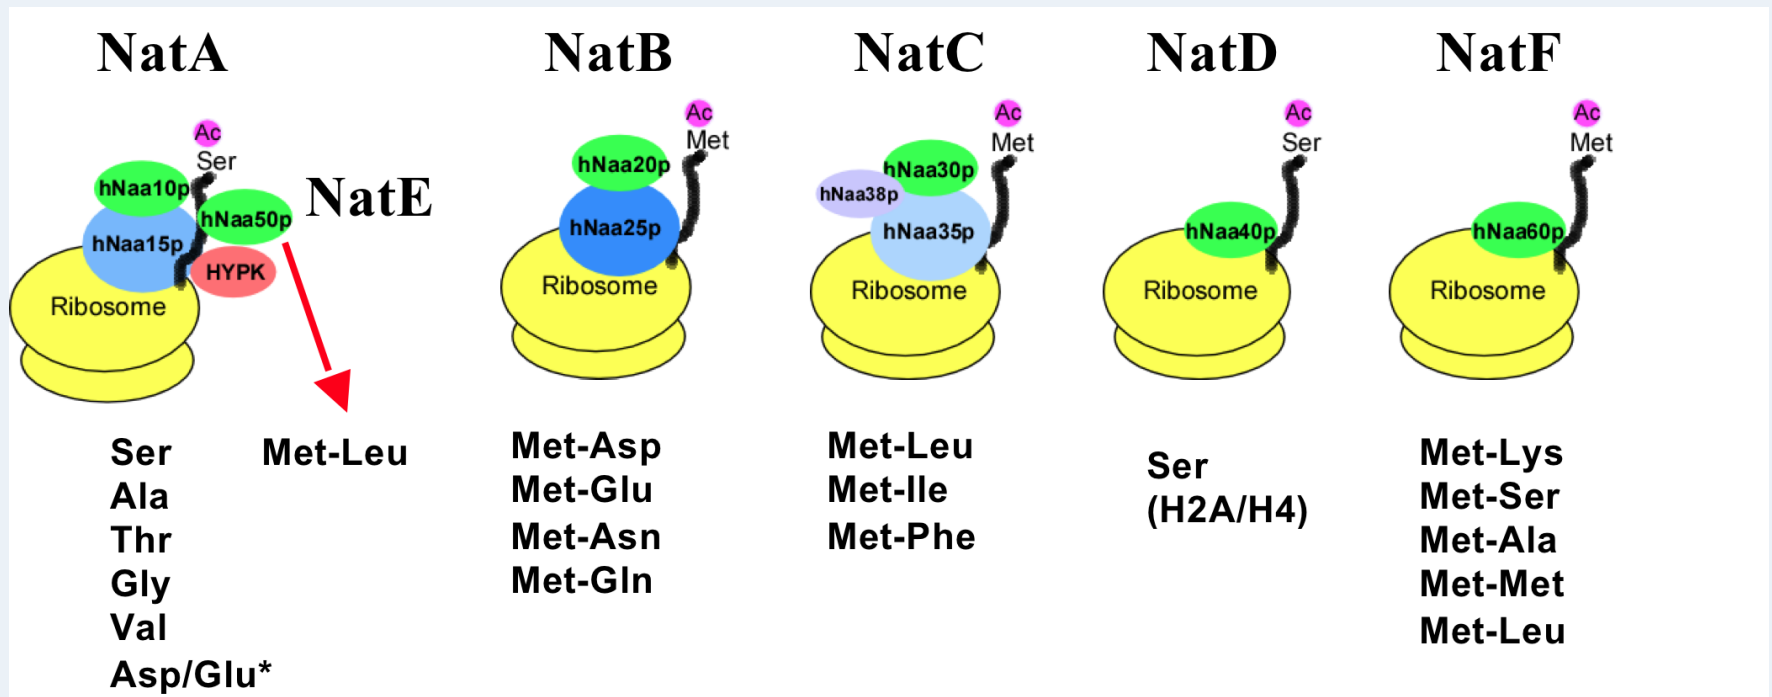 NatA
Ac
Ser
hNaa10p
hNaa50p
NatE
hNaa15p
HYPK
Ribosome
Ser
Ala
Thr
Gly
Val
Asp/Glu*
Met-Leu
NatB
Ac
Met
hNaa20p
hNaa25p
Ribosome
Met-Asp
Met-Glu
Met-Asn
Met-Gln
NatC
Ac
Met
hNaa30p
hNaa38p
hNaa35p
Ribosome
Met-Leu
Met-Ile
Met-Phe
NatD
Ac
Ser
hNaa40p
Ribosome
Ser
(H2A/H4)
NatF
Ac
Met
hNaa60p
Ribosome
Met-Lys
Met-Ser
Met-Ala
Met-Met
Met-Leu